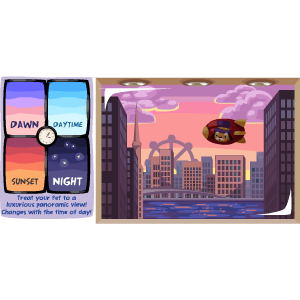 DAWN
DAYTIME
SUNSET
NIGHT
Treat your pet to a
luxurious panoramic view!
Changes with the time of day!